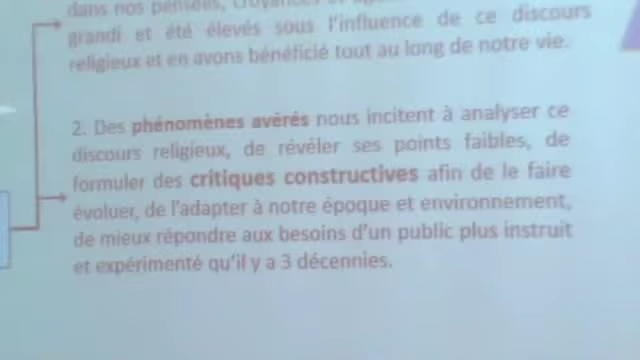 dans nos pensées,
grandi et été élevés sous l'influence de ce discours
religieux et en avons bénéficié tout au long de notre vie.
2. Des phénomènes avérés nous incitent à analyser ce
discours religieux, de révéler ses points faibles, de
formuler des critiques constructives afin de le faire
évoluer, de l'adapter à notre époque et environnement,
de mieux répondre aux besoins d'un public plus instruit
et expérimenté qu'il y a 3 décennies.